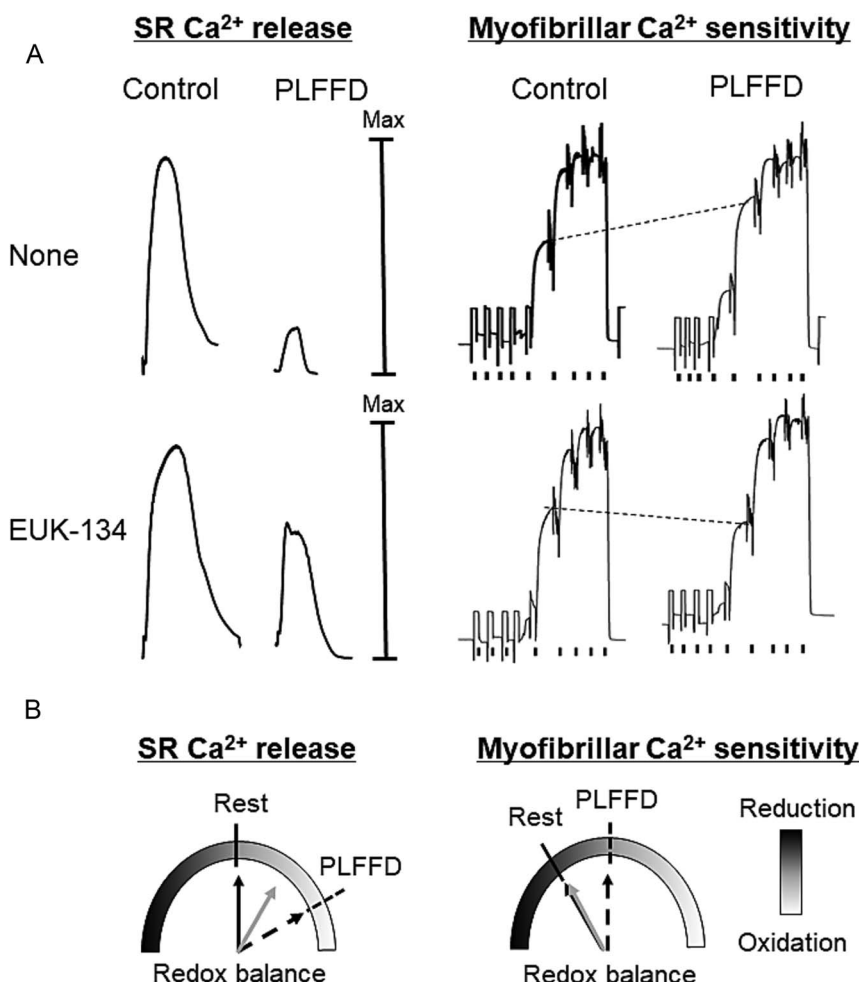 SR Ca²⁺ release Myofibrillar Ca²⁺ sensitivity
A
Control PLFFD Control PLFFD
Max
None
Max
EUK-134
B
SR Ca²⁺ release Myofibrillar Ca²⁺ sensitivity
Rest PLFFD Rest PLFFD Reduction
Redox balance Redox balance Oxidation